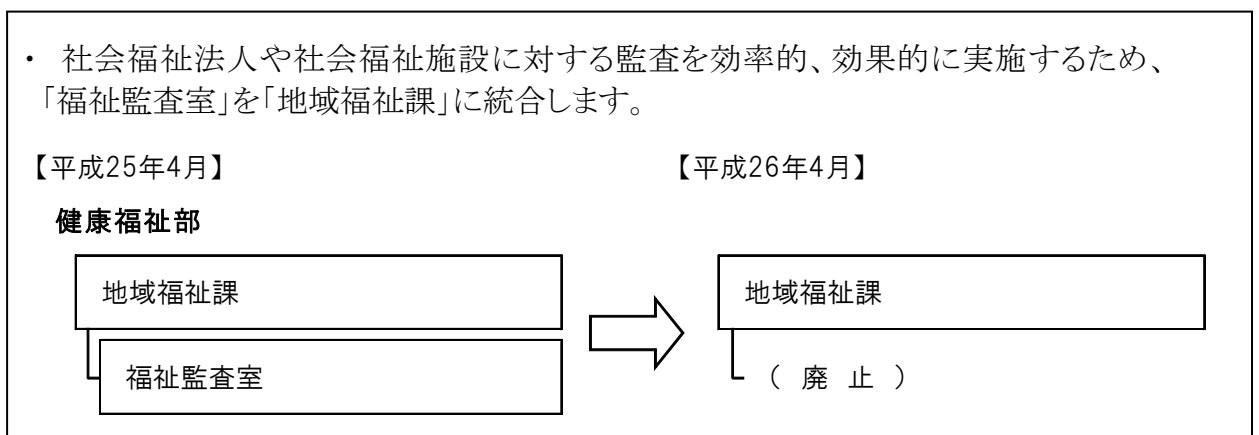 ・ 社会福祉法人や社会福祉施設に対する監査を効率的、効果的に実施するため、
「福祉監査室」を「地域福祉課」に統合します。
【平成25年4月】 【平成26年4月】
健康福祉部
地域福祉課 地域福祉課
福祉監査室 （ 廃 止 ）